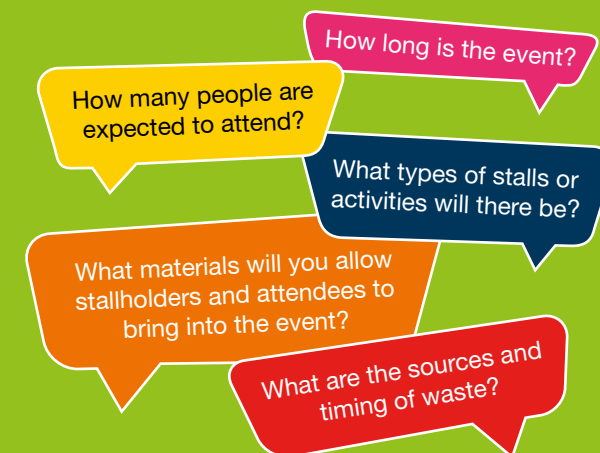 How long is the event?
How many people are
expected to attend?
What types of stalls or
activities will there be?
What materials will you allow
stallholders and attendees to
bring into the event?
What are the sources and
timing of waste?